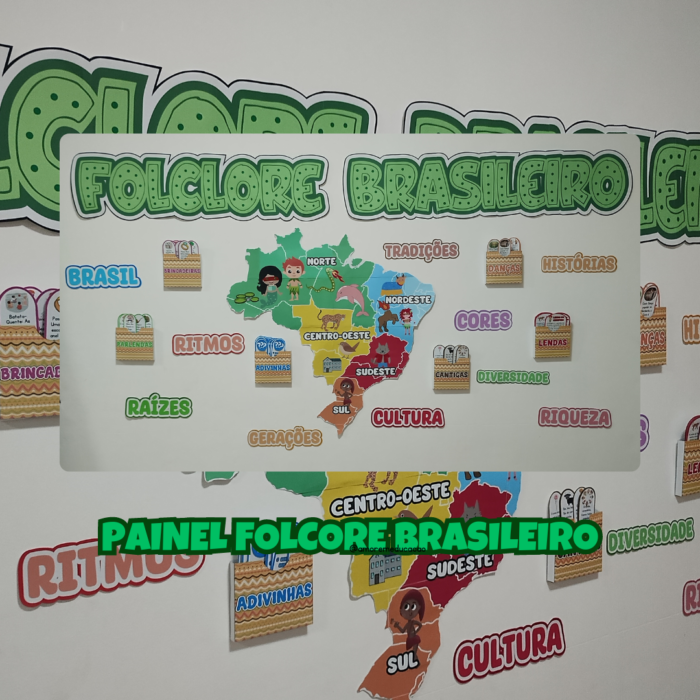 FOLCLORE BRASILEIRO
BRASIL
NORTE
TRADIÇÕES
DANÇAS
HISTÓRIAS
NORDESTE
RITMOS
ADIVINHAS
CENTRO-OESTE
CORES
LENDAS
CANTIGAS
DIVERSIDADE
SUDESTE
RAÍZES
SUL
CULTURA
RIQUEZA
GERAÇÕES
CENTRO-OESTE
PAINEL FOLCORE BRASILEIRO
RITMOS
ADIVINHAS
SUDESTE
DIVERSIDADE
SUL
CULTURA